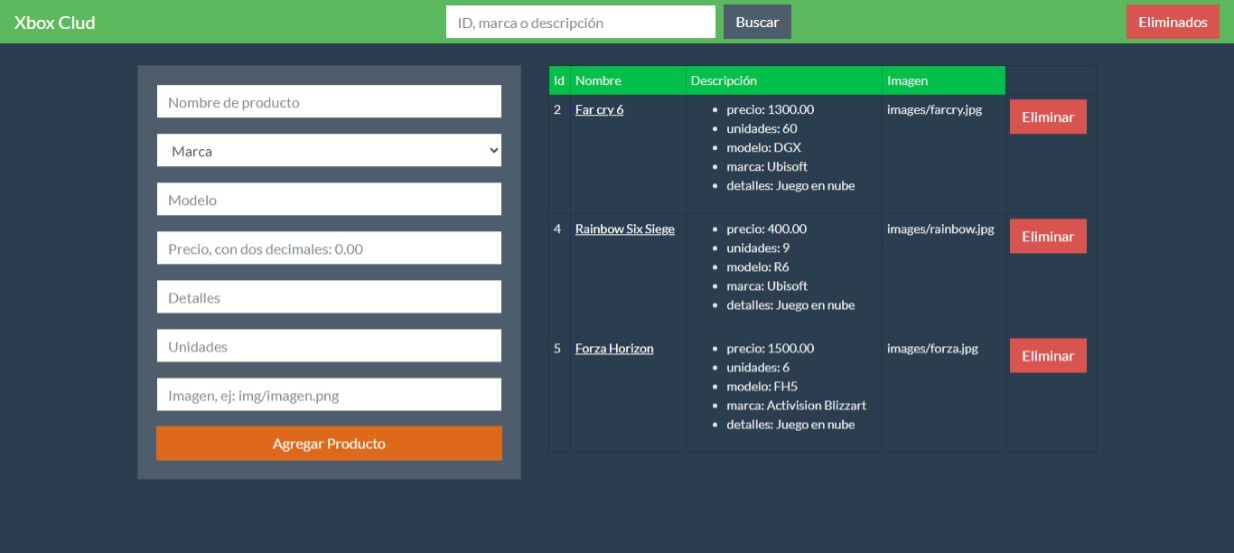 Xbox Clud
ID, marca o descripción
Buscar
Eliminados
Nombre de producto
Marca
Modelo
Precio, con dos decimales: 0.00
Detalles
Unidades
Imagen, ej: img/imagen.png
Agregar Producto
Id Nombre Descripción Imagen
2 Far cry 6 precio: 1300.00 images/farcry.jpg Eliminar
unidades: 60
modelo: DGX
marca: Ubisoft
detalles: Juego en nube
4 Rainbow Six Siege precio: 400.00 images/rainbow.jpg Eliminar
unidades: 9
modelo: R6
marca: Ubisoft
detalles: Juego en nube
5 Forza Horizon precio: 1500.00 images/forza.jpg Eliminar
unidades: 6
modelo: FH5
marca: Activision Blizzart
detalles: Juego en nube